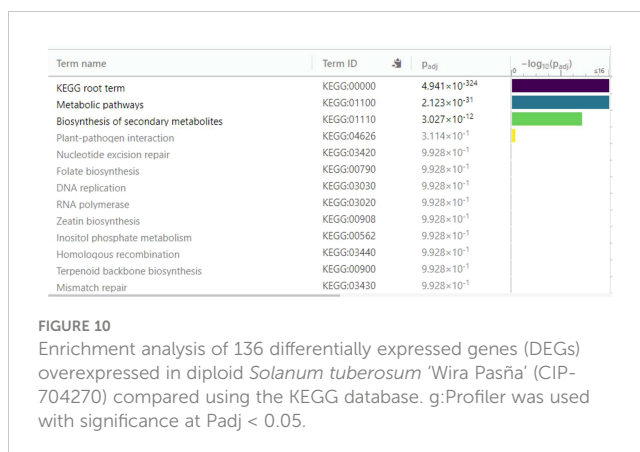 Term name Term ID Padj −log10(padj)
0 ≤16
KEGG root term KEGG:00000 4.941×10-324
Metabolic pathways KEGG:01100 2.123×10-31
Biosynthesis of secondary metabolites KEGG:01110 3.027×10-12
Plant-pathogen interaction KEGG:04626 3.114×10-1
Nucleotide excision repair KEGG:03420 9.928×10-1
Folate biosynthesis KEGG:00790 9.928×10-1
DNA replication KEGG:03030 9.928×10-1
RNA polymerase KEGG:03020 9.928×10-1
Zeatin biosynthesis KEGG:00908 9.928×10-1
Inositol phosphate metabolism KEGG:00562 9.928×10-1
Homologous recombination KEGG:03440 9.928×10-1
Terpenoid backbone biosynthesis KEGG:00900 9.928×10-1
Mismatch repair KEGG:03430 9.928×10-1
FIGURE 10
Enrichment analysis of 136 differentially expressed genes (DEGs)
overexpressed in diploid Solanum tuberosum ‘Wira Pasña’ (CIP-
704270) compared using the KEGG database. g:Profiler was used
with significance at Padj < 0.05.